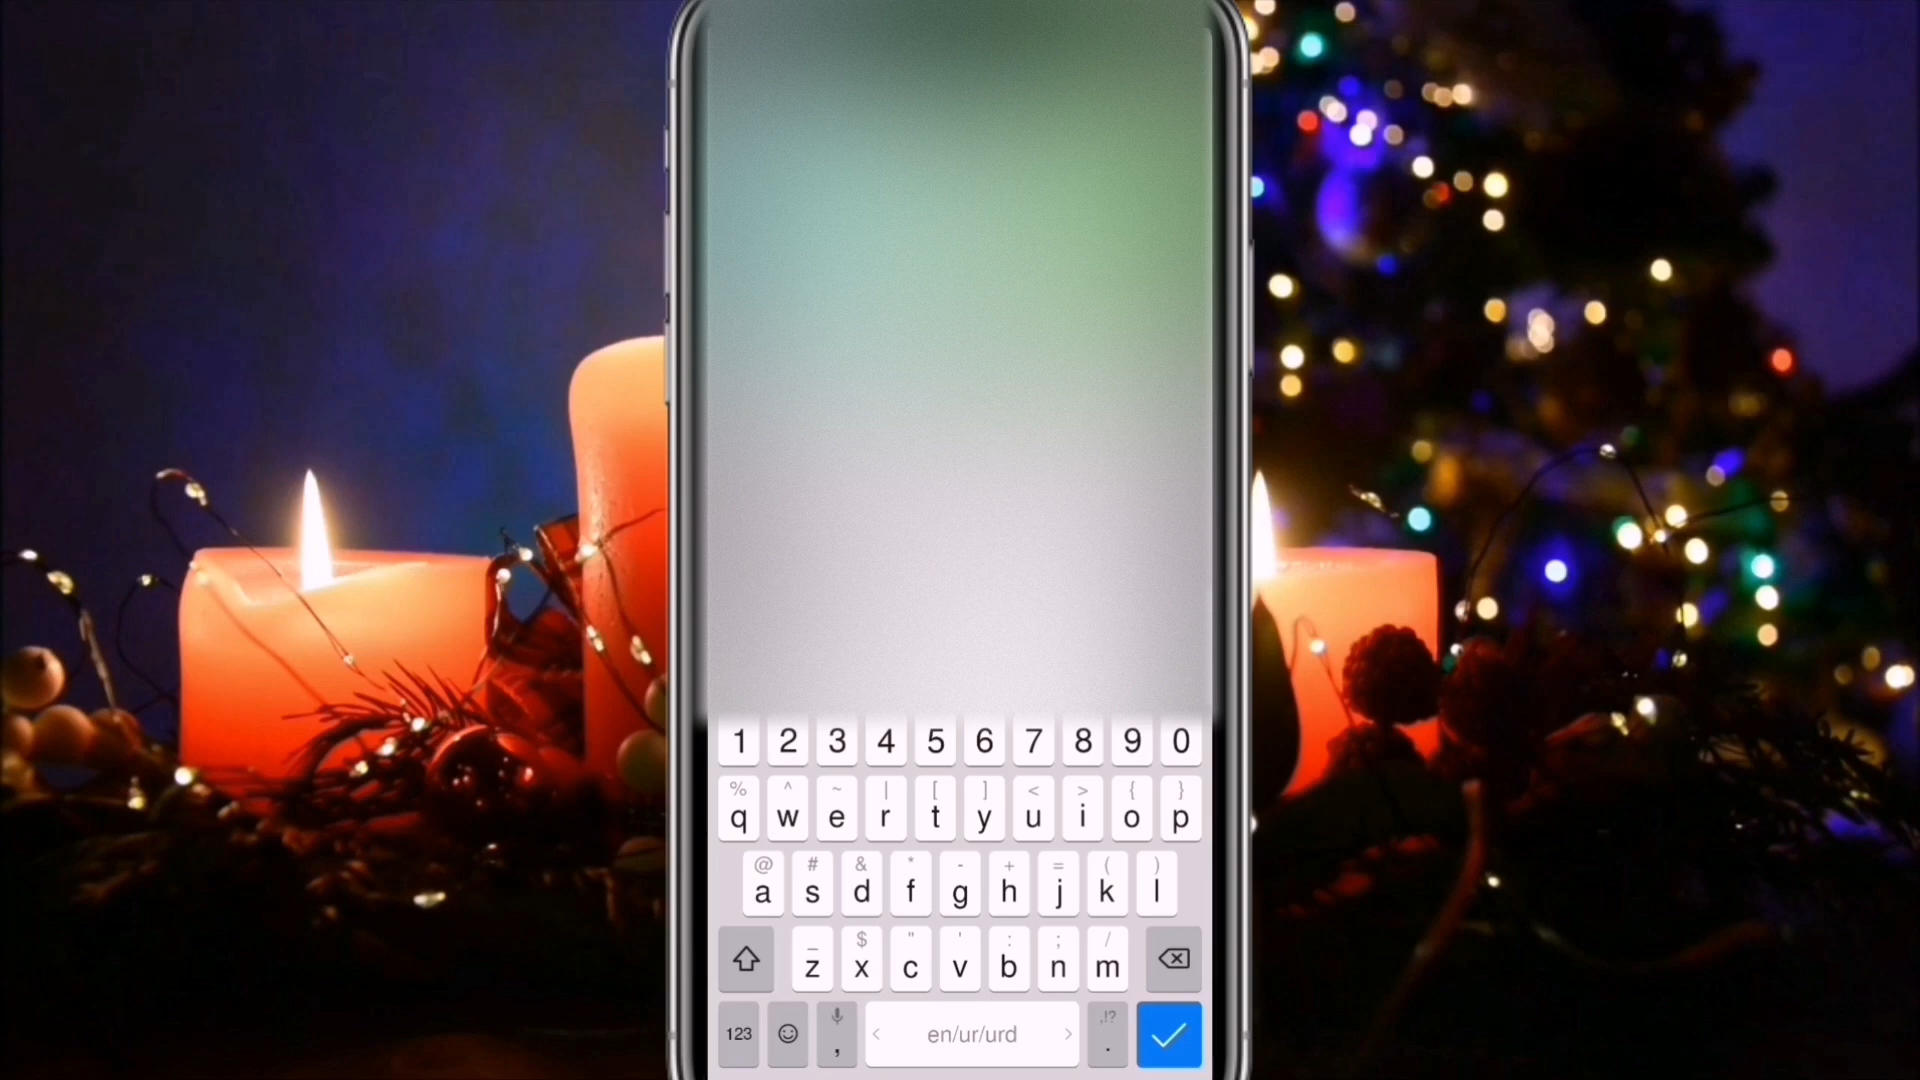 1 2 3 4 5 6 7 8 9 0
% ^ ~ | [ ] < > { }
q w e r t y u i o p
@ # & * - + = ( )
a s d f g h j k l
_ $ " ' : ; /
z x c v b n m
,!?
123 , < en/ur/urd > .